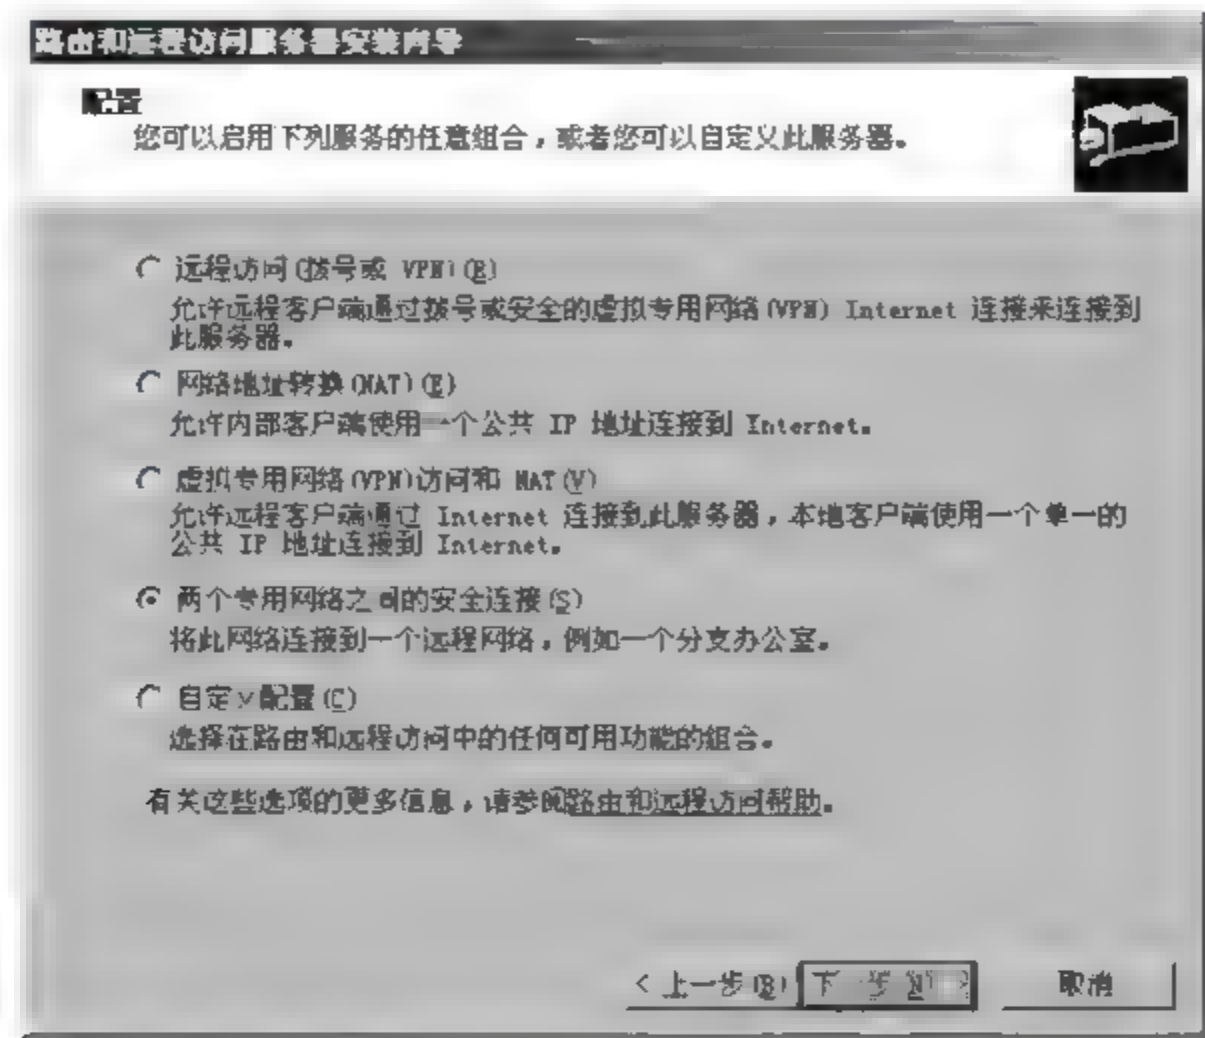 路由和远程访问服务器安装向导
配置
您可以启用下列服务的任意组合，或者您可以自定义此服务器。
远程访问(拨号或 VPN)(R)
允许远程客户端通过拨号或安全的虚拟专用网络(VPN) Internet 连接来连接到
此服务器。
网络地址转换(NAT)(E)
允许内部客户端使用一个公共 IP 地址连接到 Internet。
虚拟专用网络(VPN)访问和 NAT(V)
允许远程客户端通过 Internet 连接到此服务器，本地客户端使用一个单一的
公共 IP 地址连接到 Internet。
两个专用网络之间的安全连接(S)
将此网络连接到一个远程网络，例如一个分支办公室。
自定义配置(C)
选择在路由和远程访问中的任何可用功能的组合。
有关这些选项的更多信息，请参阅路由和远程访问帮助。
< 上一步(B) 下一步(N) > 取消